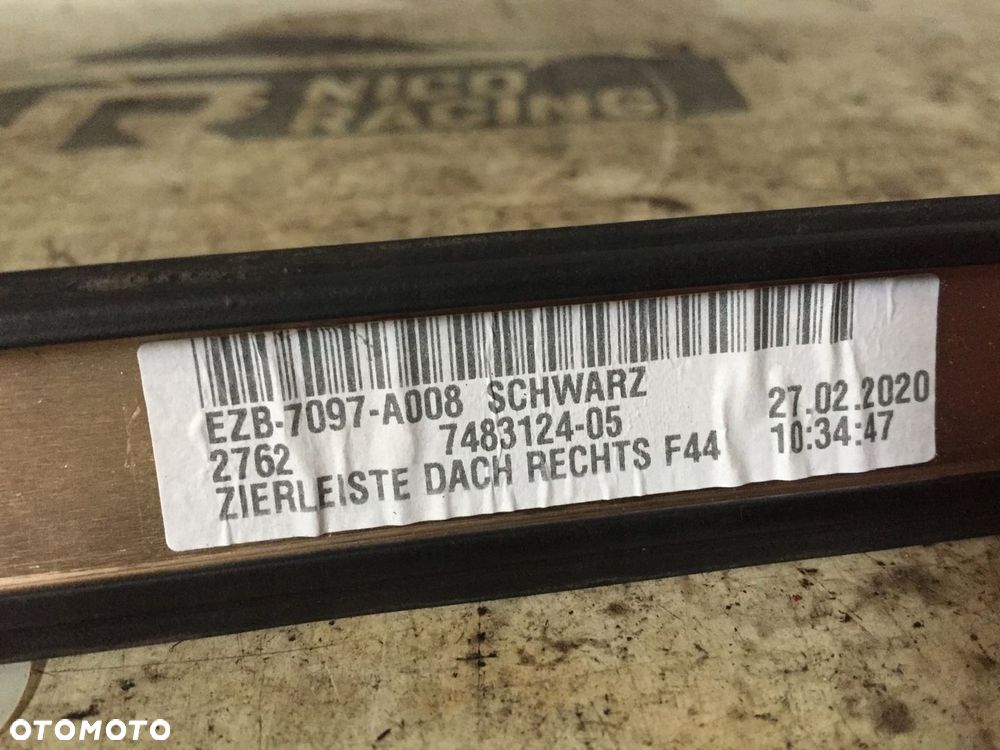 NICO
RACING
EZB-7097-A008 SCHWARZ
2762 7483124-05 27.02.2020
ZIERLEISTE DACH RECHTS F44 10:34:47
OTOMOTO